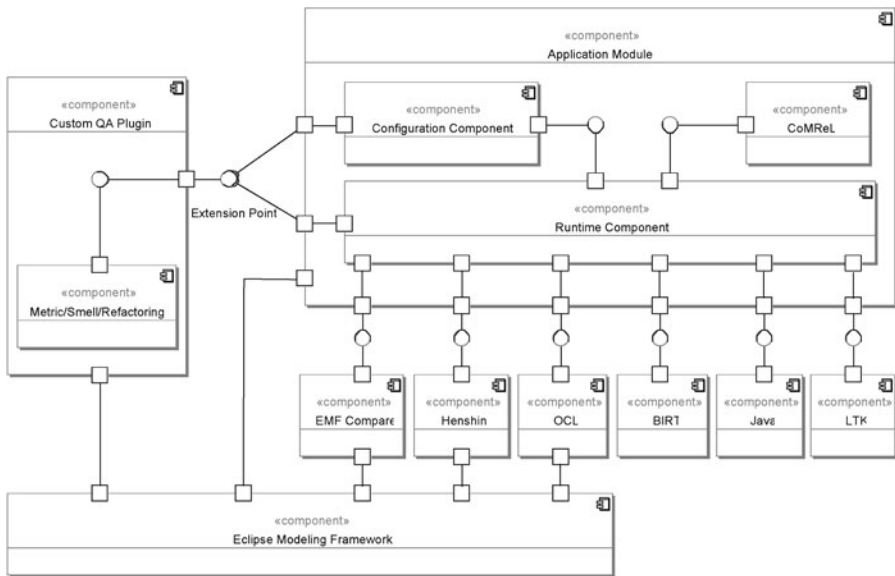 «component»
Application Module
«component»
Custom QA Plugin
«component»
Configuration Component
«component»
CoMReL
Extension Point
«component»
Runtime Component
«component»
Metric/Smell/Refactoring
«component»
EMF Compare
«component»
Henshin
«component»
OCL
«component»
BIRT
«component»
Java
«component»
LTK
«component»
Eclipse Modeling Framework